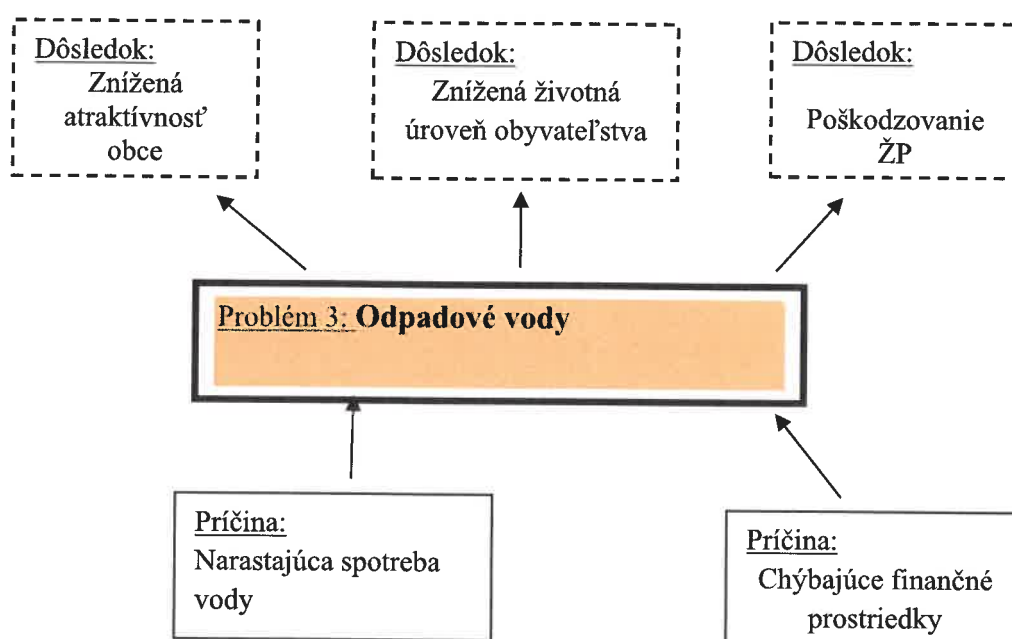 Dôsledok:
Znížená
atraktívnosť
obce
Dôsledok:
Znížená životná
úroveň obyvateľstva
Dôsledok:
Poškodzovanie
ŽP
Problém 3: Odpadové vody
Príčina:
Narastajúca spotreba
vody
Príčina:
Chýbajúce finančné
prostriedky